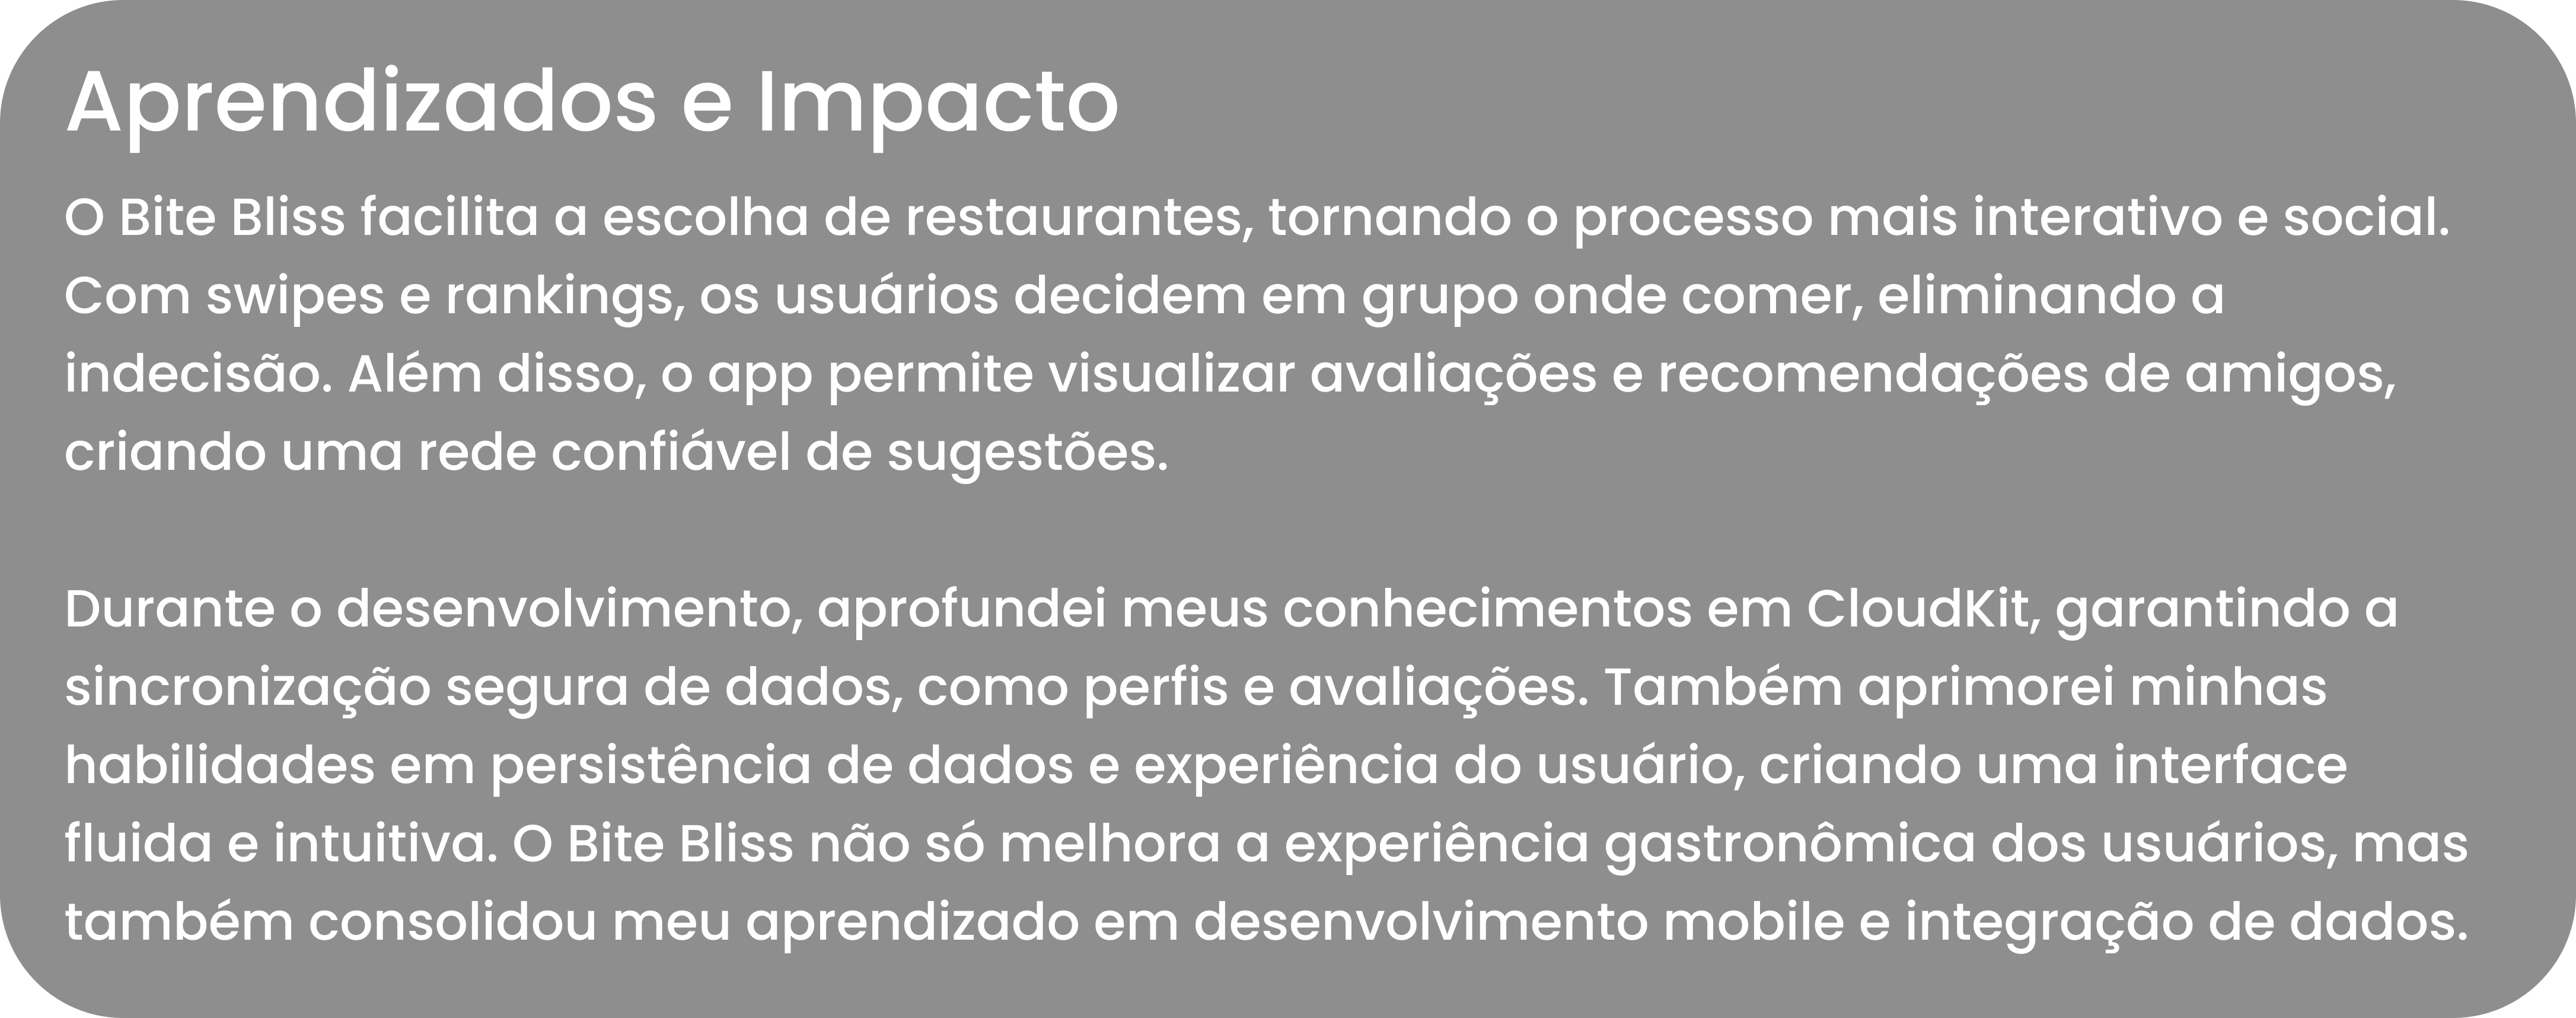 Aprendizados e Impacto
O Bite Bliss facilita a escolha de restaurantes, tornando o processo mais interativo e social.
Com swipes e rankings, os usuários decidem em grupo onde comer, eliminando a
indecisão. Além disso, o app permite visualizar avaliações e recomendações de amigos,
criando uma rede confiável de sugestões.
Durante o desenvolvimento, aprofundei meus conhecimentos em CloudKit, garantindo a
sincronização segura de dados, como perfis e avaliações. Também aprimorei minhas
habilidades em persistência de dados e experiência do usuário, criando uma interface
fluida e intuitiva. O Bite Bliss não só melhora a experiência gastronômica dos usuários, mas
também consolidou meu aprendizado em desenvolvimento mobile e integração de dados.